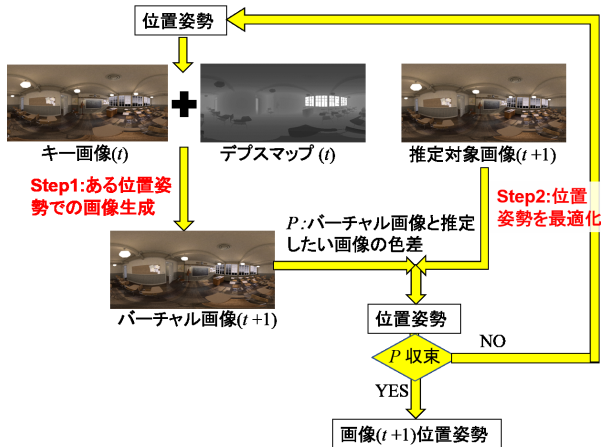 位置姿勢
キー画像(t)
デプスマップ (t)
推定対象画像(t +1)
Step1:ある位置姿
勢での画像生成
Step2:位置
姿勢を最適化
P :バーチャル画像と推定
したい画像の色差
バーチャル画像(t +1)
位置姿勢
P 収束
NO
YES
画像(t +1)位置姿勢